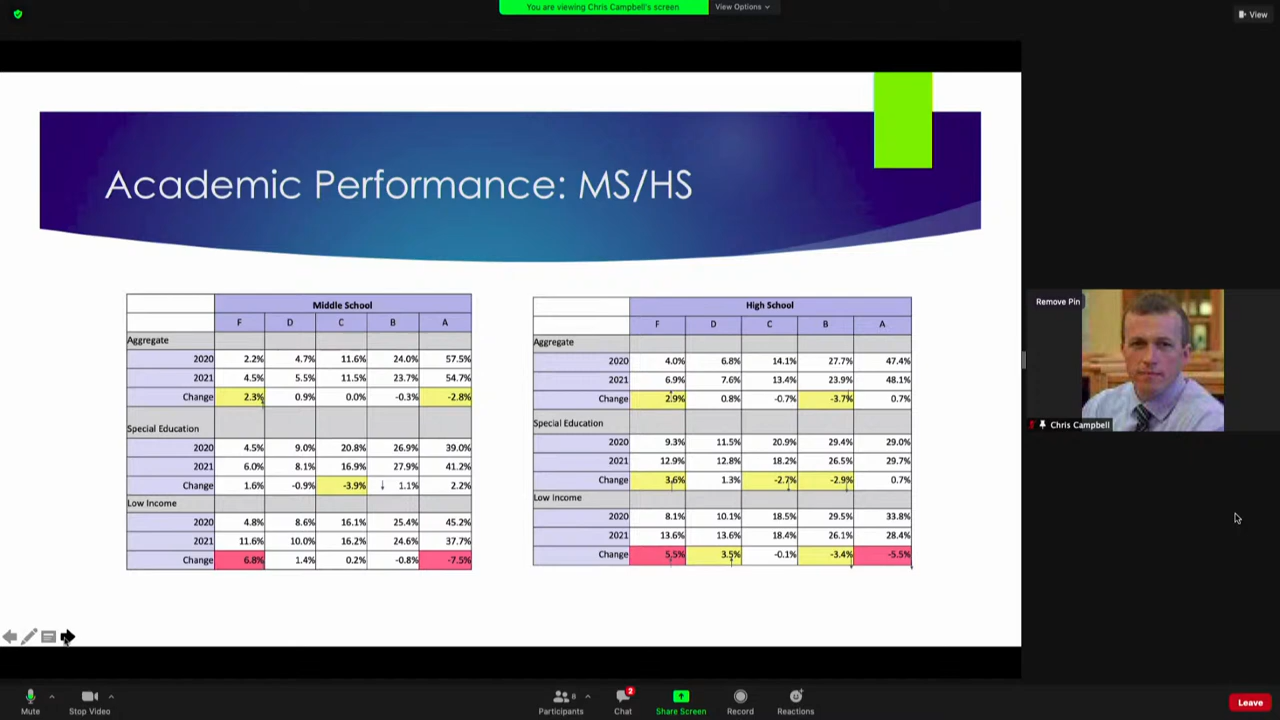 You are viewing Chris Campbell's screen
View Options
View
Academic Performance: MS/HS
Middle School
F D C B A
Aggregate
2020 2.2% 4.7% 11.6% 24.0% 57.5%
2021 4.5% 5.5% 11.5% 23.7% 54.7%
Change 2.3% 0.9% 0.0% -0.3% -2.8%
Special Education
2020 4.5% 9.0% 20.8% 26.9% 39.0%
2021 6.0% 8.1% 16.9% 27.9% 41.2%
Change 1.6% -0.9% -3.9% ↓ 1.1% 2.2%
Low Income
2020 4.8% 8.6% 16.1% 25.4% 45.2%
2021 11.6% 10.0% 16.2% 24.6% 37.7%
Change 6.8% 1.4% 0.2% -0.8% -7.5%
High School
F D C B A
Aggregate
2020 4.0% 6.8% 14.1% 27.7% 47.4%
2021 6.9% 7.6% 13.4% 23.9% 48.1%
Change 2.9% 0.8% -0.7% -3.7% 0.7%
Special Education
2020 9.3% 11.5% 20.9% 29.4% 29.0%
2021 12.9% 12.8% 18.2% 26.5% 29.7%
Change 3.6% 1.3% -2.7% -2.9% 0.7%
Low Income
2020 8.1% 10.1% 18.5% 29.5% 33.8%
2021 13.6% 13.6% 18.4% 26.1% 28.4%
Change 5.5% 3.5% -0.1% -3.4% -5.5%
Remove Pin
Chris Campbell
Mute
Stop Video
Participants 8
Chat 2
Share Screen
Record
Reactions
Leave